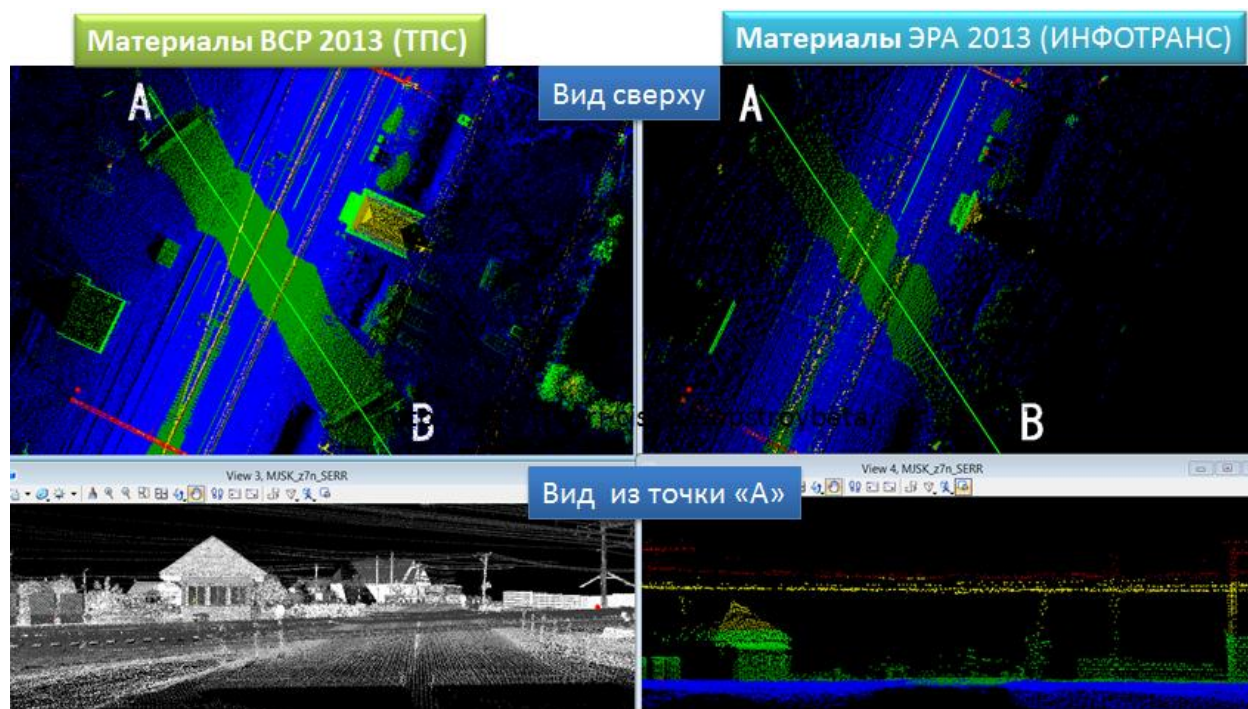 Материалы ВСР 2013 (ТПС)
Материалы ЭРА 2013 (ИНФОТРАНС)
Вид сверху
A
A
B
B
View 3, MJSK_z7n_SERR
View 4, MJSK_z7n_SERR
Вид из точки «А»